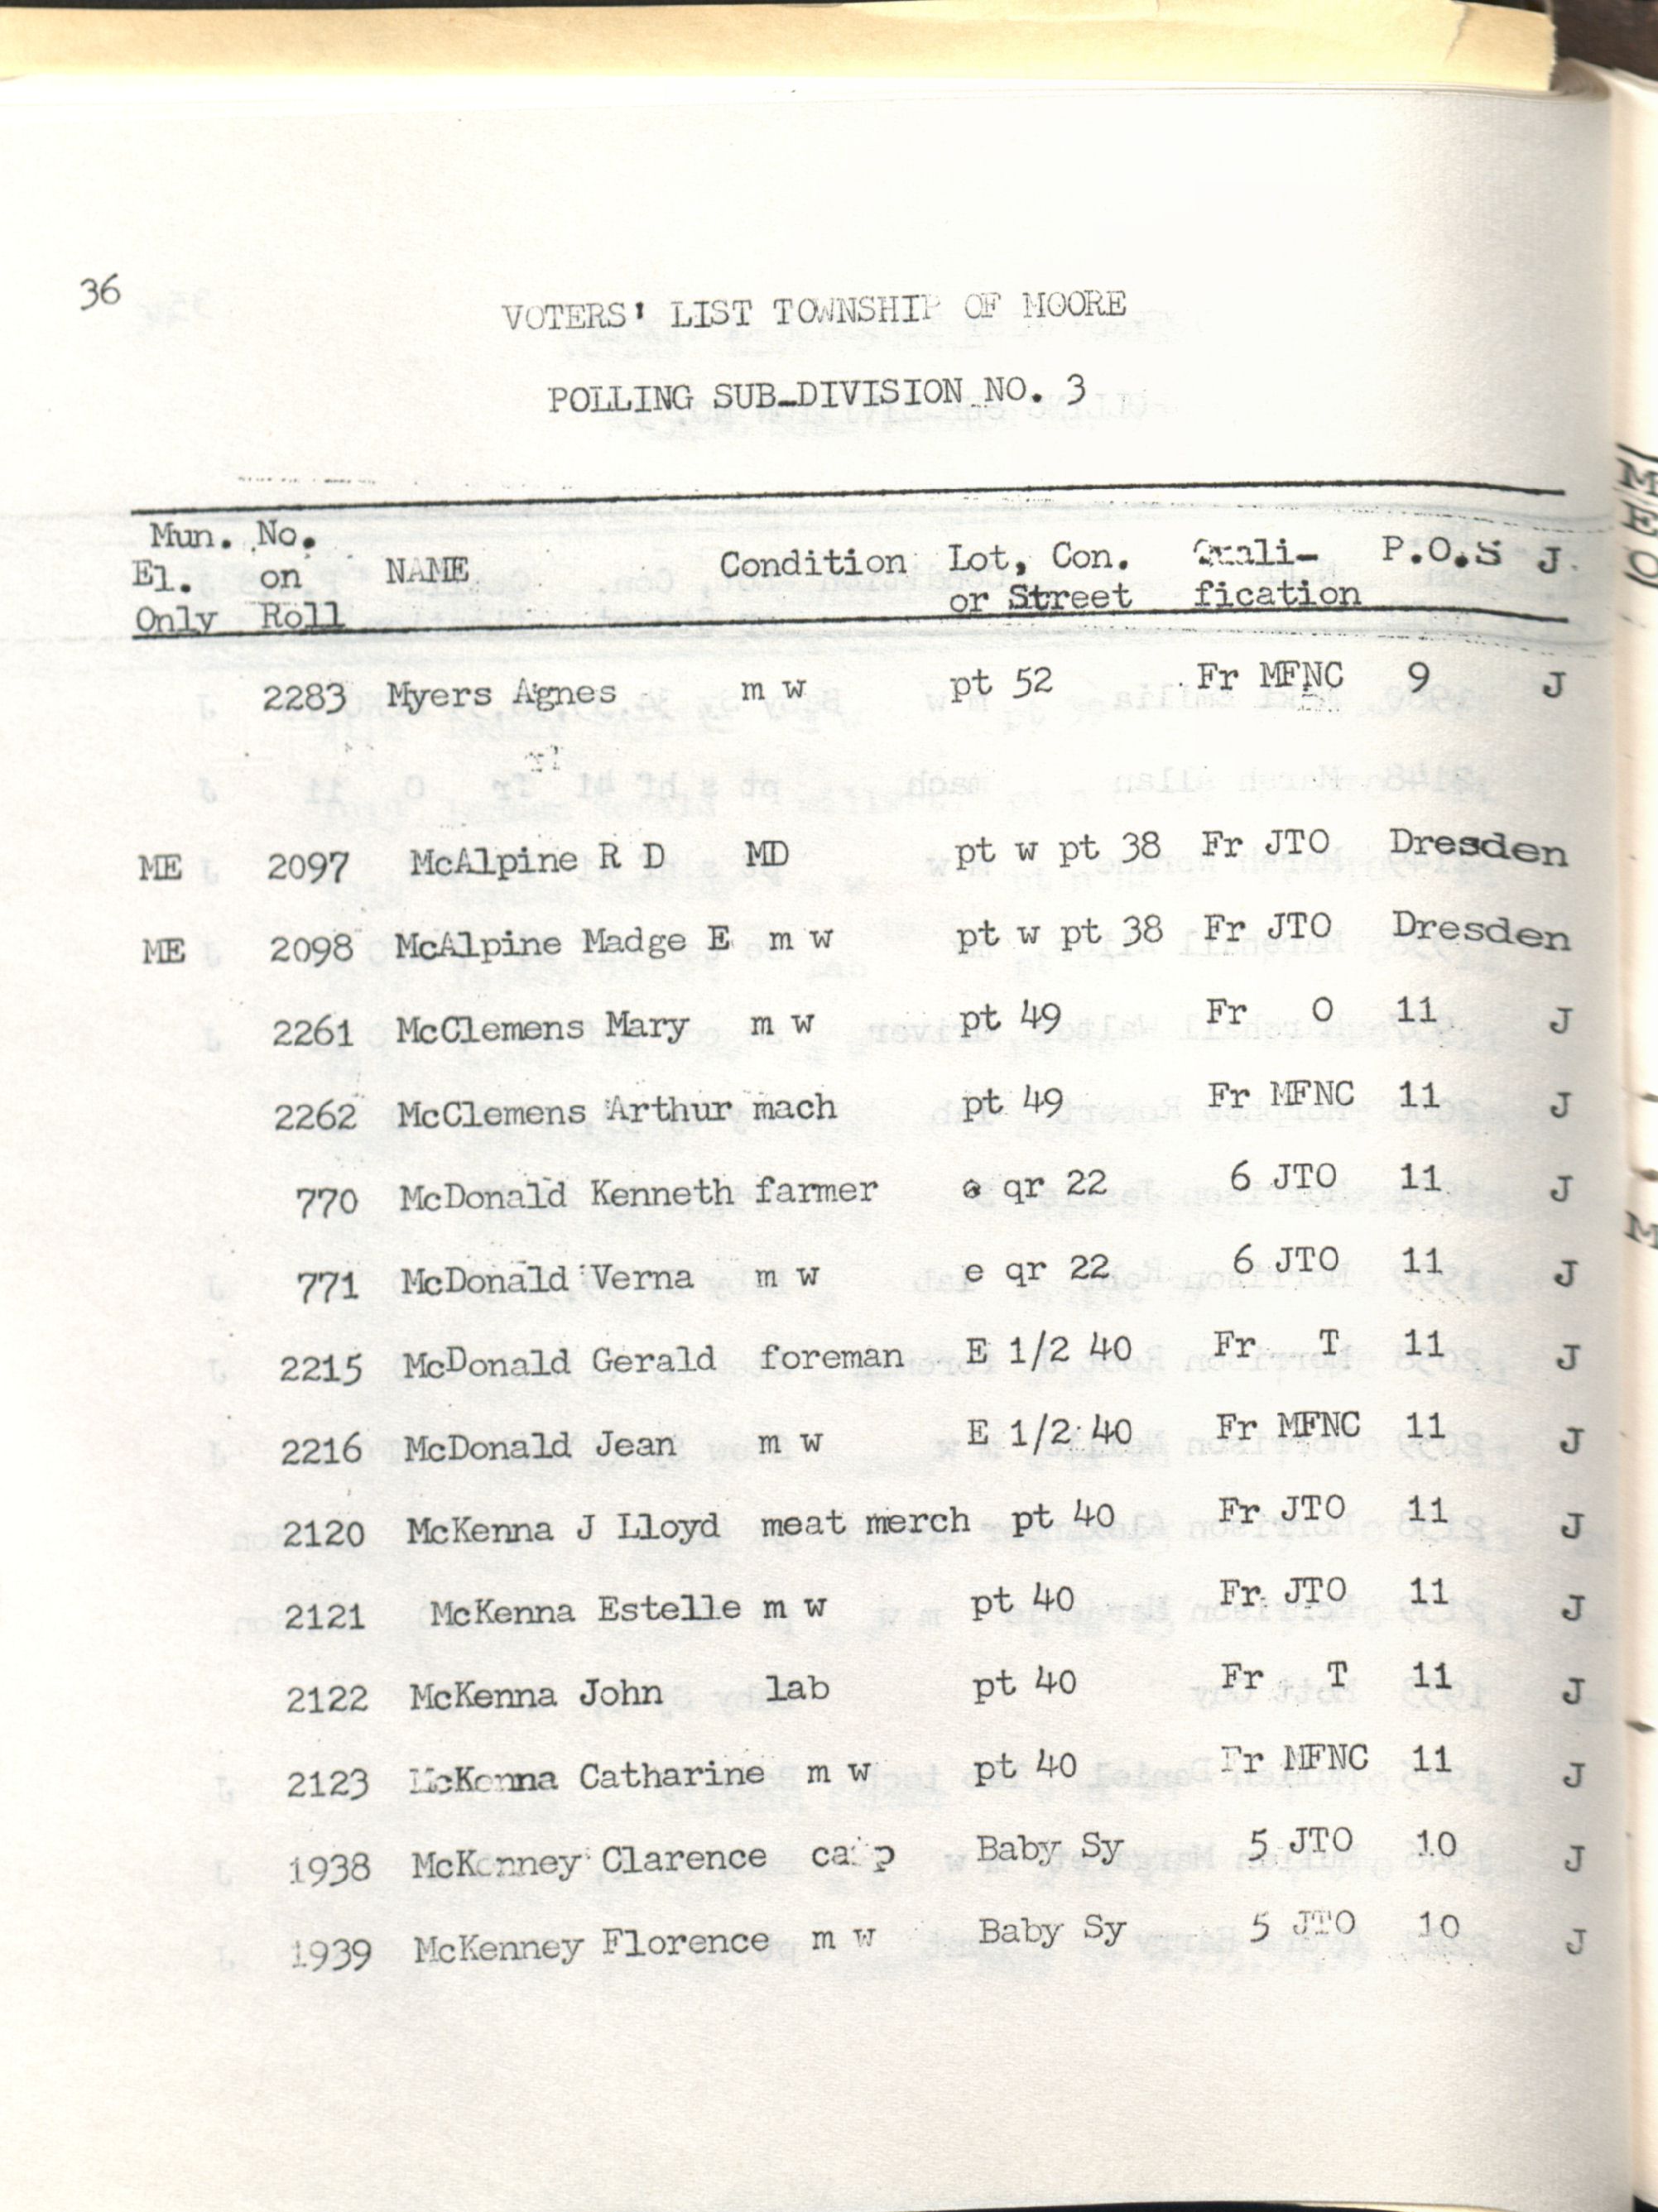 36
VOTERS' LIST TOWNSHIP OF MOORE
POLLING SUB-DIVISION NO. 3
Mun. No.
El. on NAME Condition Lot, Con. Quali- P.O.S J.
Only Roll or Street fication
2283 Myers Agnes m w pt 52 Fr MFNC 9 J
ME 2097 McAlpine R D MD pt w pt 38 Fr JTO Dresden
ME 2098 McAlpine Madge E m w pt w pt 38 Fr JTO Dresden
2261 McClemens Mary m w pt 49 Fr O 11 J
2262 McClemens Arthur mach pt 49 Fr MFNC 11 J
770 McDonald Kenneth farmer e qr 22 6 JTO 11 J
771 McDonald Verna m w e qr 22 6 JTO 11 J
2215 McDonald Gerald foreman E 1/2 40 Fr T 11 J
2216 McDonald Jean m w E 1/2 40 Fr MFNC 11 J
2120 McKenna J Lloyd meat merch pt 40 Fr JTO 11 J
2121 McKenna Estelle m w pt 40 Fr JTO 11 J
2122 McKenna John lab pt 40 Fr T 11 J
2123 McKenna Catharine m w pt 40 Fr MFNC 11 J
1938 McKenney Clarence carp Baby Sy 5 JTO 10 J
1939 McKenney Florence m w Baby Sy 5 JTO 10 J